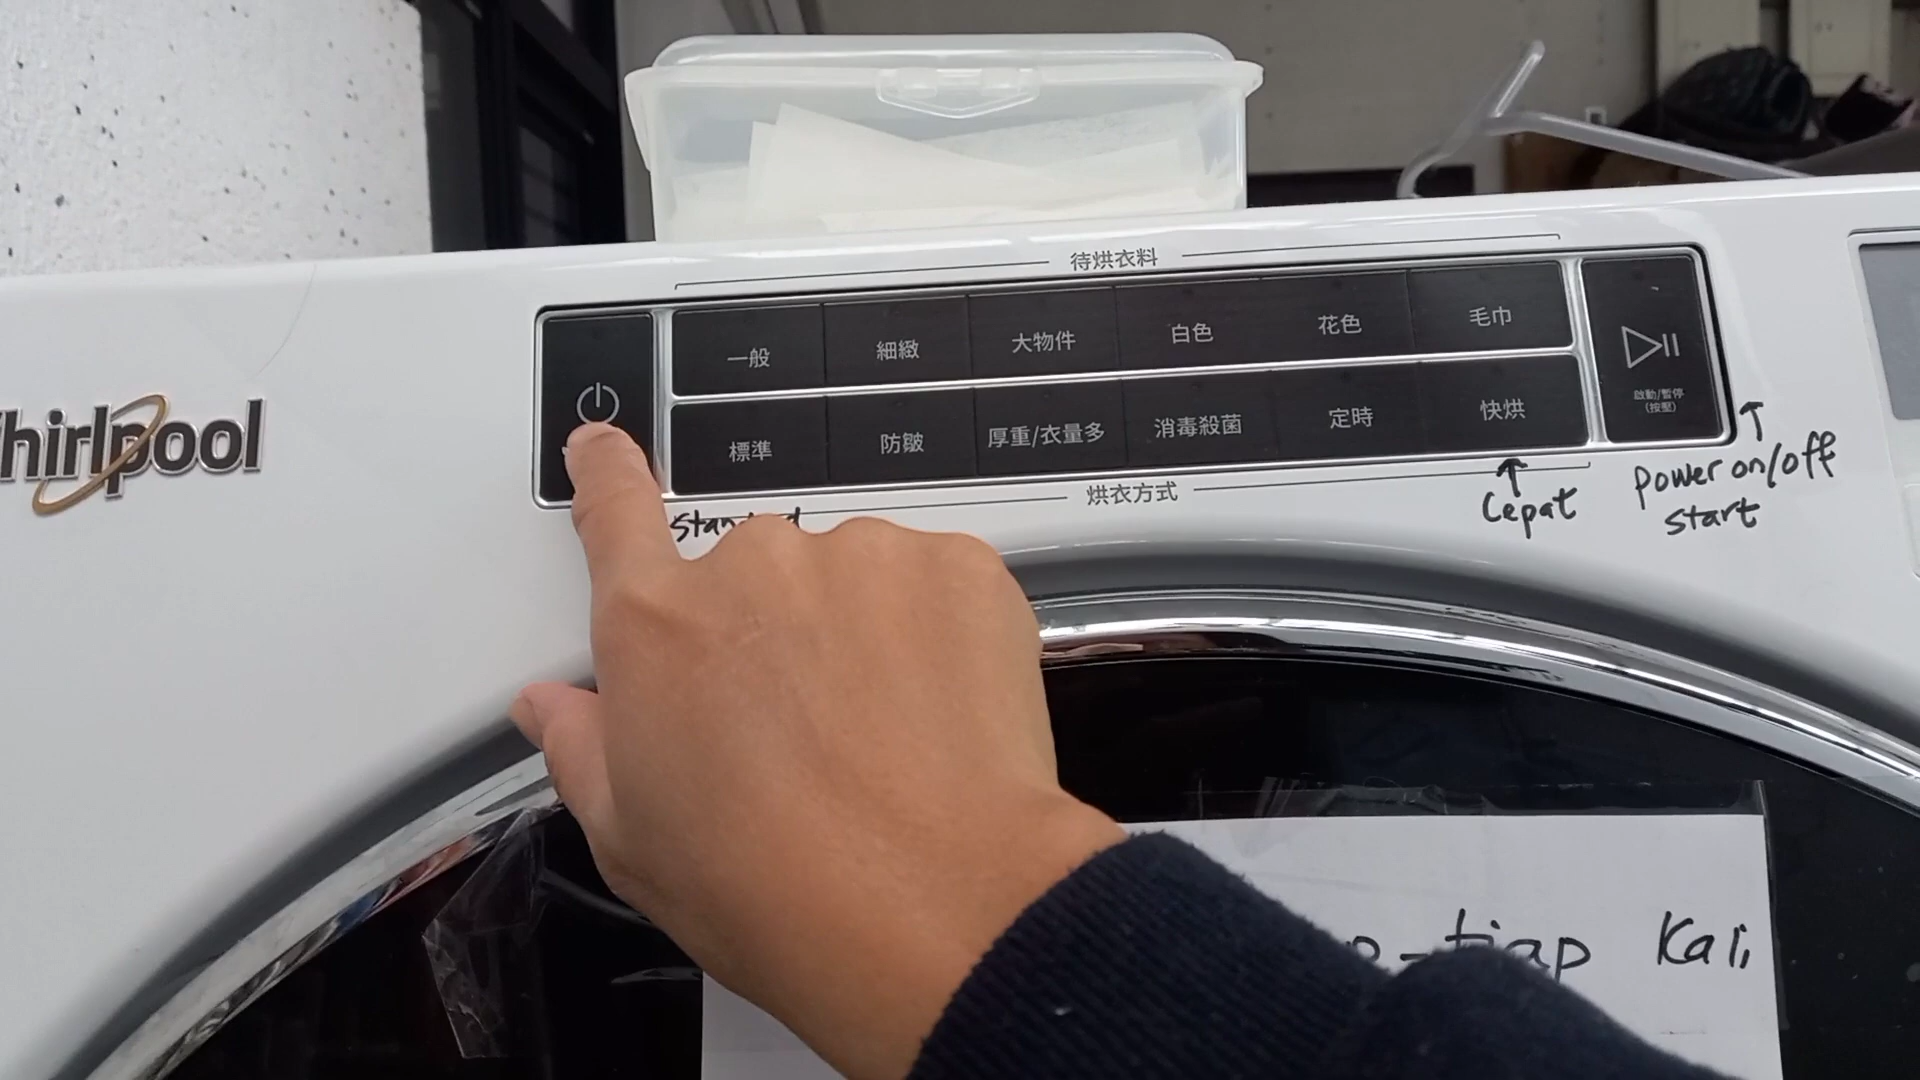 Whirlpool
待烘衣料
一般 細緻 大物件 白色 花色 毛巾
標準 防皺 厚重/衣量多 消毒殺菌 定時 快烘
烘衣方式
啟動/暫停
(按壓)
Cepat
power on/off
start
-tiap Kali